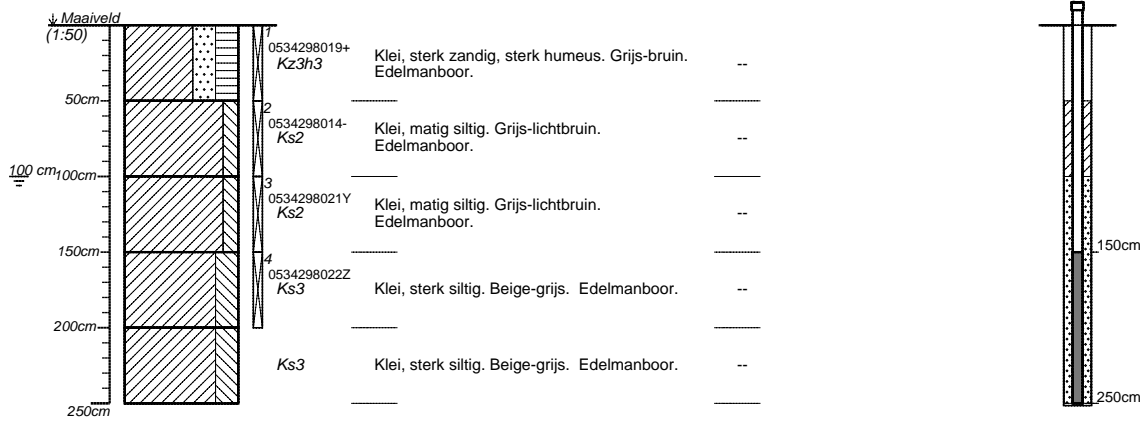 Maaiveld
(1:50)
1
0534298019+
Kz3h3
Klei, sterk zandig, sterk humeus. Grijs-bruin.
Edelmanboor.
--
50cm
2
0534298014-
Ks2
Klei, matig siltig. Grijs-lichtbruin.
Edelmanboor.
--
100 cm
100cm
3
0534298021Y
Ks2
Klei, matig siltig. Grijs-lichtbruin.
Edelmanboor.
--
150cm
150cm
4
0534298022Z
Ks3
Klei, sterk siltig. Beige-grijs. Edelmanboor.
--
200cm
Ks3
Klei, sterk siltig. Beige-grijs. Edelmanboor.
--
250cm
250cm